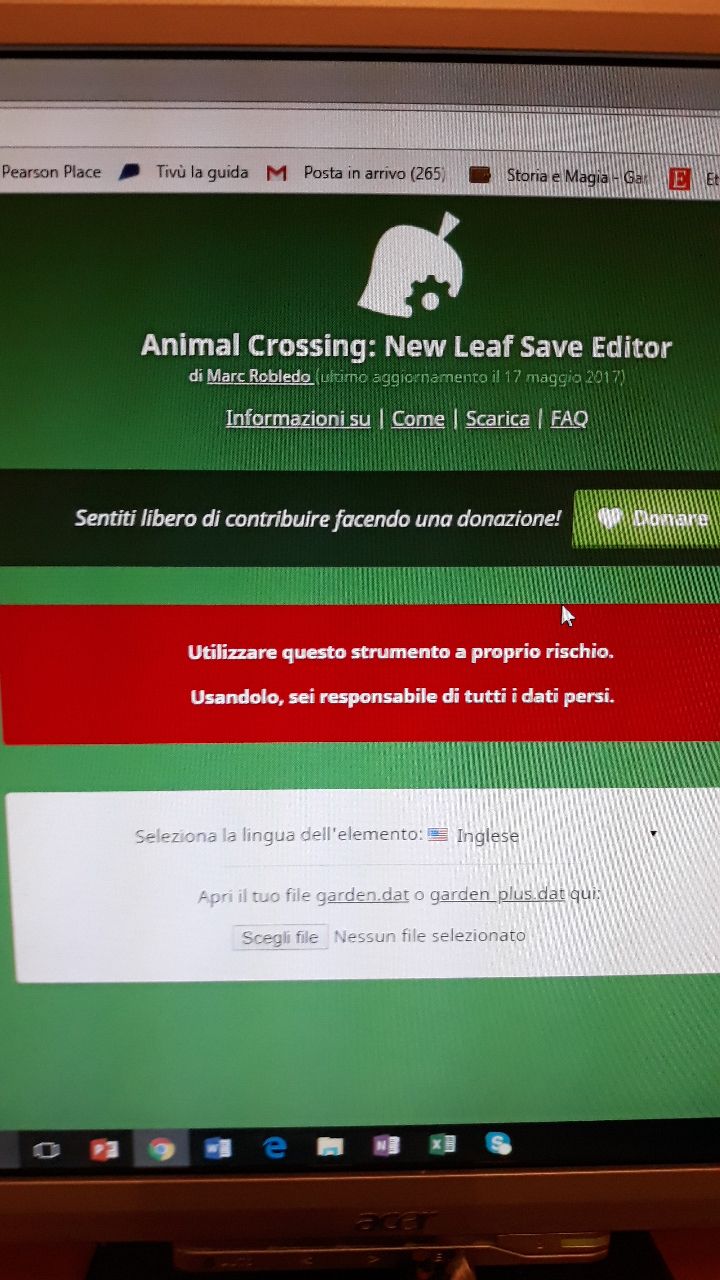 Pearson Place Tivù la guida Posta in arrivo (265) Storia e Magia - Gar E Et
Animal Crossing: New Leaf Save Editor
di Marc Robledo (ultimo aggiornamento il 17 maggio 2017)
Informazioni su | Come | Scarica | FAQ
Sentiti libero di contribuire facendo una donazione! Donare
Utilizzare questo strumento a proprio rischio.
Usandolo, sei responsabile di tutti i dati persi.
Seleziona la lingua dell'elemento: Inglese
Apri il tuo file garden.dat o garden_plus.dat qui:
Scegli file Nessun file selezionato
acer